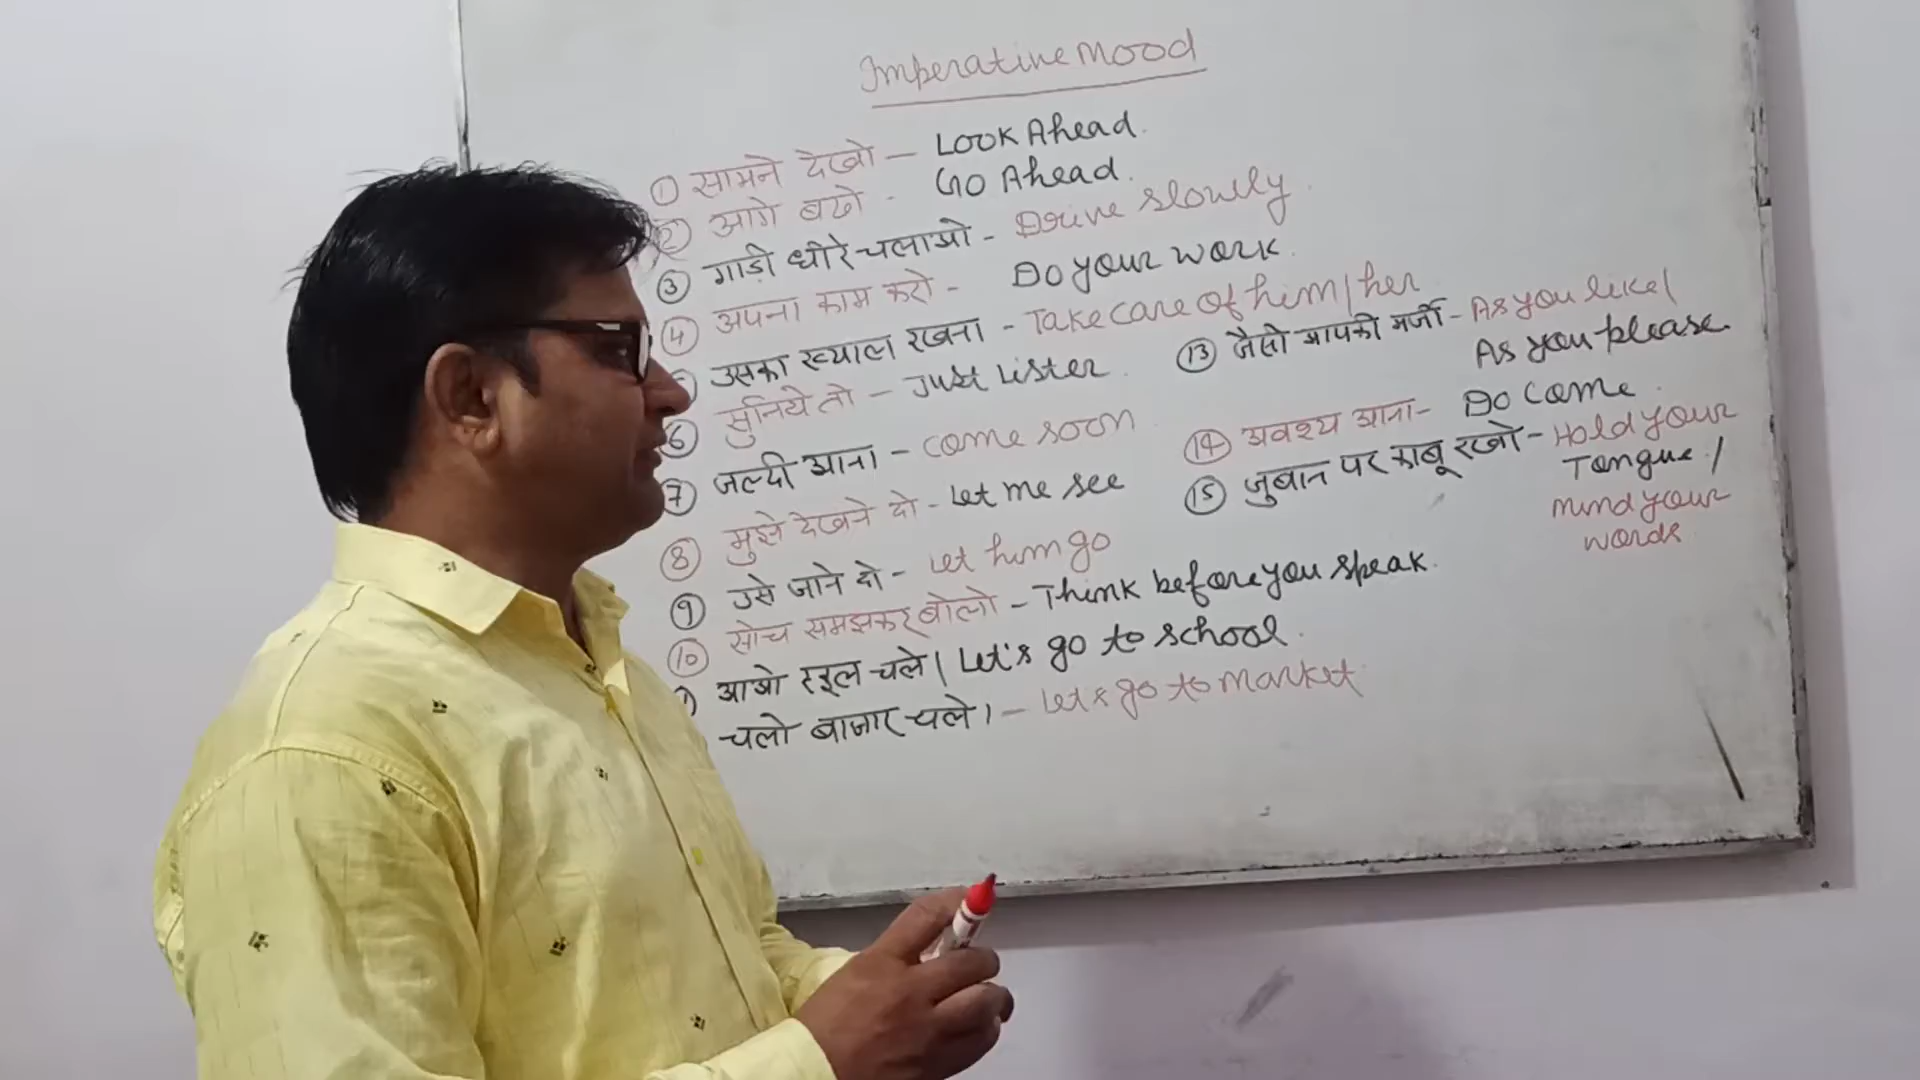 Imperative Mood
① सामने देखो — Look Ahead.
② आगे बढो - Go Ahead.
③ गाड़ी धीरे चलाओ - Drive slowly.
④ अपना काम करो - Do your work.
उसका ख्याल रखना - Take care of him/her
6 सुनिये तो - Just Listen.
7 जल्दी आना - come soon
⑧ मुझे देखने दो - Let me see
⑨ उसे जाने दो - Let him go
⑩ सोच समझकर बोलो - Think before you speak.
आओ स्कूल चले। Let's go to school.
चलो बाजार चले। - Let's go to market.
⑬ जैसी आपकी मर्जी - As you like/
As you please.
⑭ अवश्य आना - Do come.
⑮ जुबान पर काबू रखो - Hold your
Tongue./
mind your
words